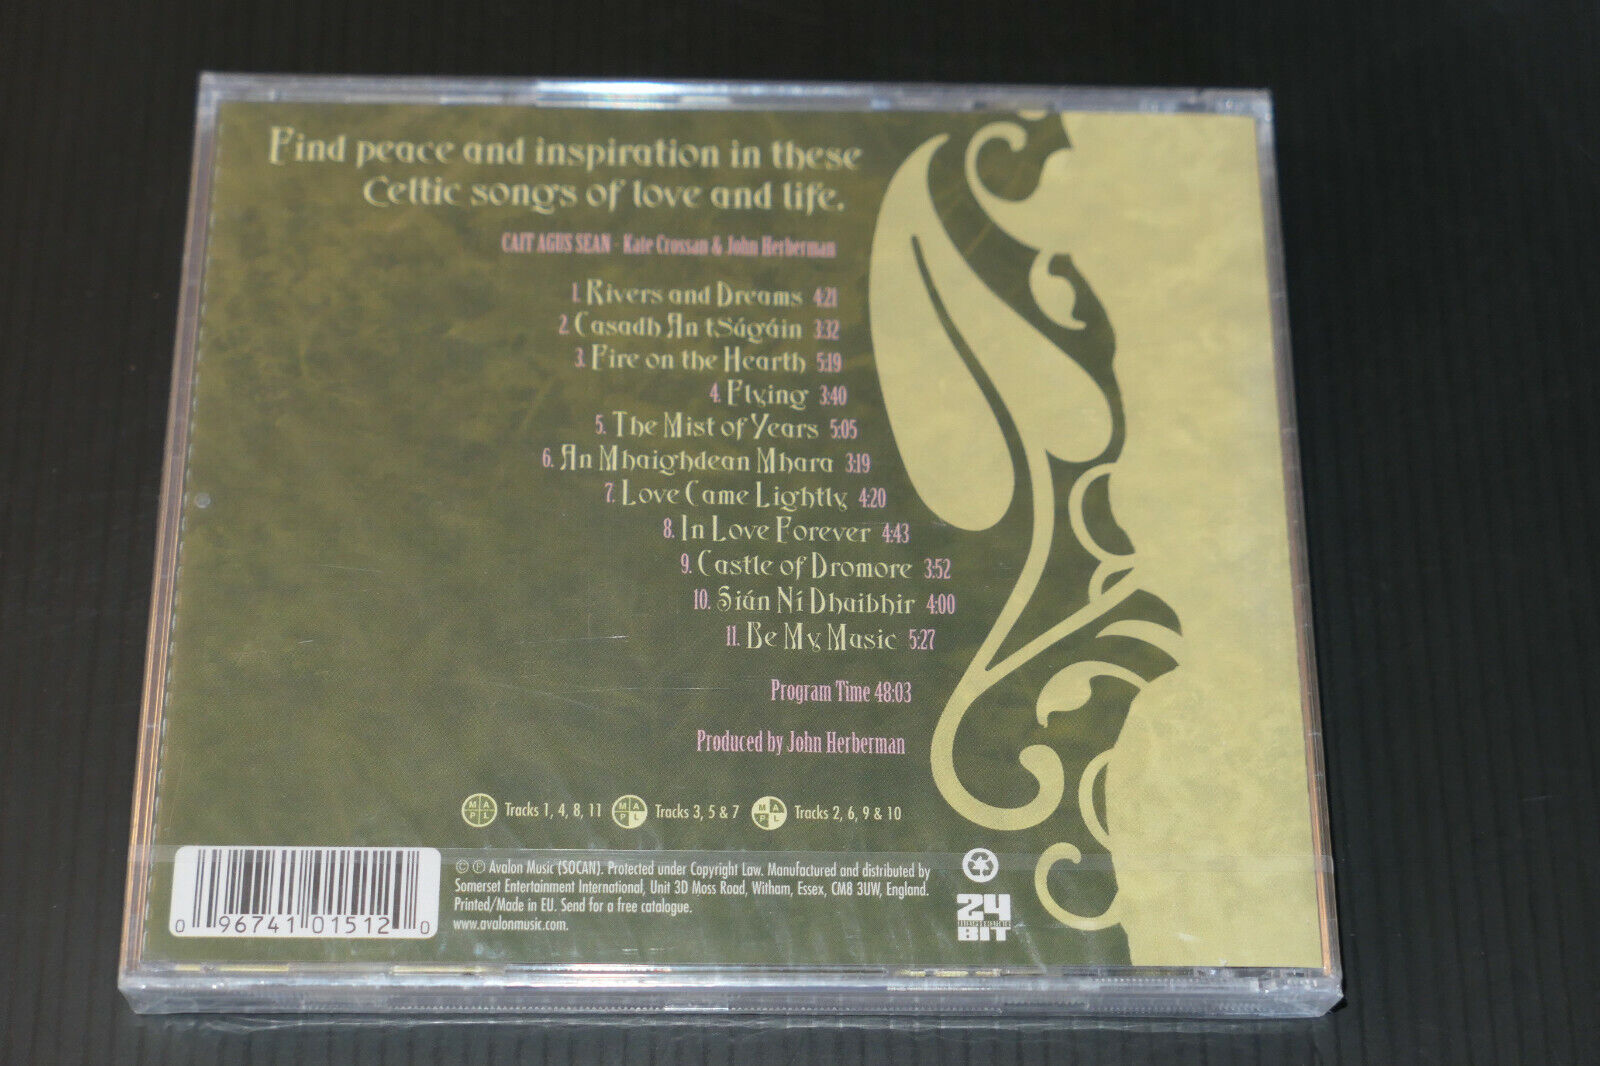 Find peace and inspiration in these
Celtic songs of love and life.
CAIT AGUS SEAN - Kate Crossan & John Herberman
1. Rivers and Dreams 4:21
2. Casadh An tSúgáin 3:32
3. Fire on the Hearth 5:19
4. Flying 3:40
5. The Mist of Years 5:05
6. An Mhaighdean Mhara 3:19
7. Love Came Lightly 4:20
8. In Love Forever 4:43
9. Castle of Dromore 3:52
10. Sián Ní Dhaibhir 4:00
11. Be My Music 5:27
Program Time 48:03
Produced by John Herberman
MAPL Tracks 1, 4, 8, 11 MAPL Tracks 3, 5 & 7 MAPL Tracks 2, 6, 9 & 10
© ℗ Avalon Music (SOCAN). Protected under Copyright Law. Manufactured and distributed by
Somerset Entertainment International, Unit 3D Moss Road, Witham, Essex, CM8 3UW, England.
Printed/Made in EU. Send for a free catalogue.
www.avalonmusic.com.
0 96741 01512 0
24
BIT